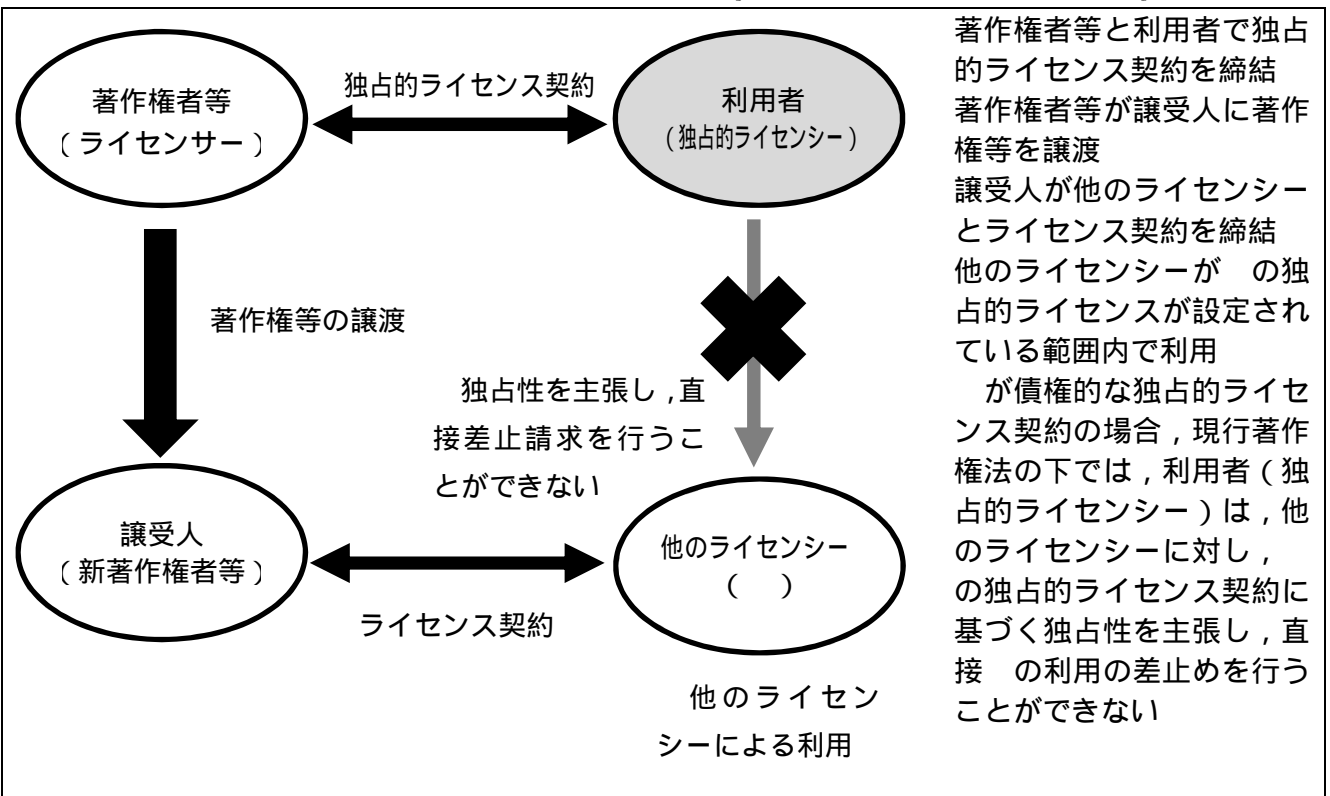 著作権者等
（ライセンサー）
独占的ライセンス契約
利用者
（独占的ライセンシー）
著作権等の譲渡
独占性を主張し，直
接差止請求を行うこ
とができない
譲受人
（新著作権者等）
ライセンス契約
他のライセンシー
（　）
他のライセン
シーによる利用
著作権者等と利用者で独占
的ライセンス契約を締結
著作権者等が譲受人に著作
権等を譲渡
譲受人が他のライセンシー
とライセンス契約を締結
他のライセンシーが　の独
占的ライセンスが設定され
ている範囲内で利用
　が債権的な独占的ライセ
ンス契約の場合，現行著作
権法の下では，利用者（独
占的ライセンシー）は，他
のライセンシーに対し，
の独占的ライセンス契約に
基づく独占性を主張し，直
接　の利用の差止めを行う
ことができない